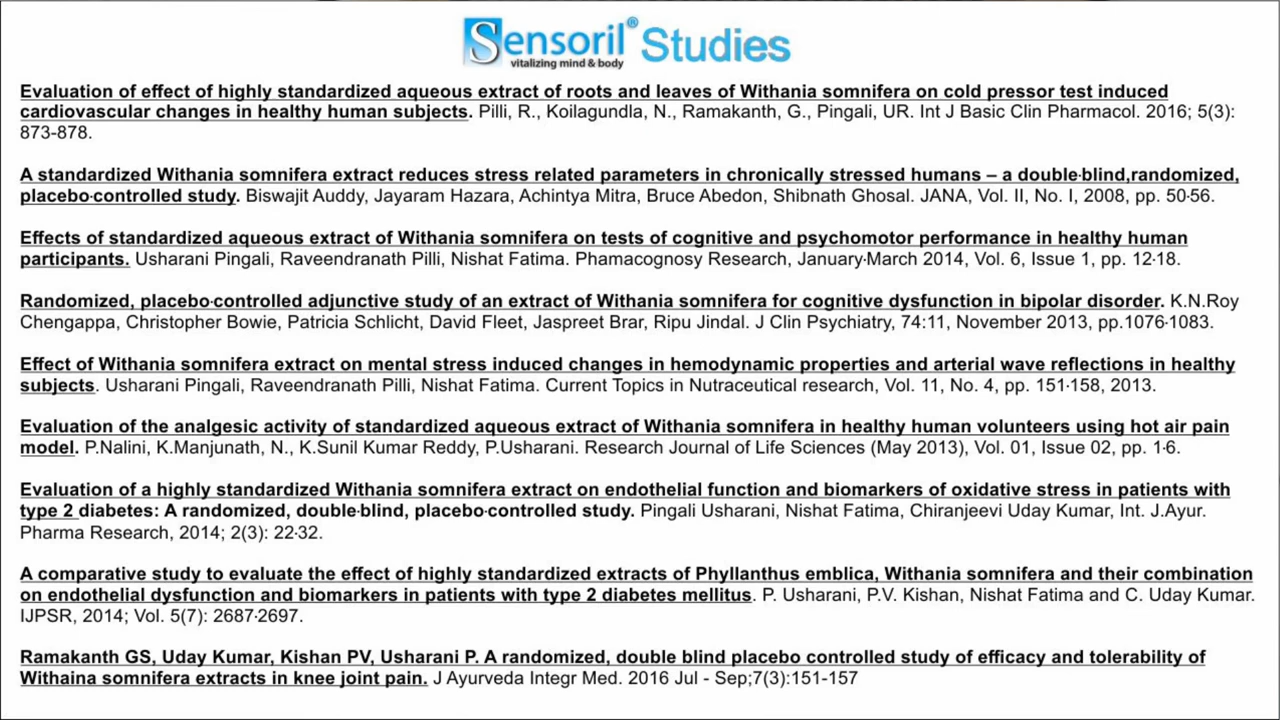 Sensoril® Studies
vitalizing mind & body
Evaluation of effect of highly standardized aqueous extract of roots and leaves of Withania somnifera on cold pressor test induced
cardiovascular changes in healthy human subjects. Pilli, R., Koilagundla, N., Ramakanth, G., Pingali, UR. Int J Basic Clin Pharmacol. 2016; 5(3):
873-878.
A standardized Withania somnifera extract reduces stress related parameters in chronically stressed humans – a double-blind,randomized,
placebo-controlled study. Biswajit Auddy, Jayaram Hazara, Achintya Mitra, Bruce Abedon, Shibnath Ghosal. JANA, Vol. II, No. I, 2008, pp. 50-56.
Effects of standardized aqueous extract of Withania somnifera on tests of cognitive and psychomotor performance in healthy human
participants. Usharani Pingali, Raveendranath Pilli, Nishat Fatima. Phamacognosy Research, January-March 2014, Vol. 6, Issue 1, pp. 12-18.
Randomized, placebo-controlled adjunctive study of an extract of Withania somnifera for cognitive dysfunction in bipolar disorder. K.N.Roy
Chengappa, Christopher Bowie, Patricia Schlicht, David Fleet, Jaspreet Brar, Ripu Jindal. J Clin Psychiatry, 74:11, November 2013, pp.1076-1083.
Effect of Withania somnifera extract on mental stress induced changes in hemodynamic properties and arterial wave reflections in healthy
subjects. Usharani Pingali, Raveendranath Pilli, Nishat Fatima. Current Topics in Nutraceutical research, Vol. 11, No. 4, pp. 151-158, 2013.
Evaluation of the analgesic activity of standardized aqueous extract of Withania somnifera in healthy human volunteers using hot air pain
model. P.Nalini, K.Manjunath, N., K.Sunil Kumar Reddy, P.Usharani. Research Journal of Life Sciences (May 2013), Vol. 01, Issue 02, pp. 1-6.
Evaluation of a highly standardized Withania somnifera extract on endothelial function and biomarkers of oxidative stress in patients with
type 2 diabetes: A randomized, double-blind, placebo-controlled study. Pingali Usharani, Nishat Fatima, Chiranjeevi Uday Kumar, Int. J.Ayur.
Pharma Research, 2014; 2(3): 22-32.
A comparative study to evaluate the effect of highly standardized extracts of Phyllanthus emblica, Withania somnifera and their combination
on endothelial dysfunction and biomarkers in patients with type 2 diabetes mellitus. P. Usharani, P.V. Kishan, Nishat Fatima and C. Uday Kumar.
IJPSR, 2014; Vol. 5(7): 2687-2697.
Ramakanth GS, Uday Kumar, Kishan PV, Usharani P. A randomized, double blind placebo controlled study of efficacy and tolerability of
Withaina somnifera extracts in knee joint pain. J Ayurveda Integr Med. 2016 Jul - Sep;7(3):151-157